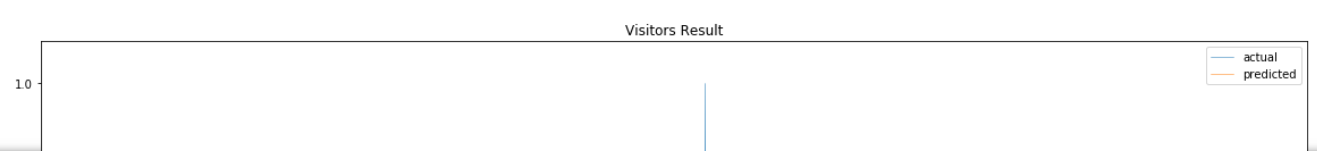 Visitors Result
actual
predicted
1.0